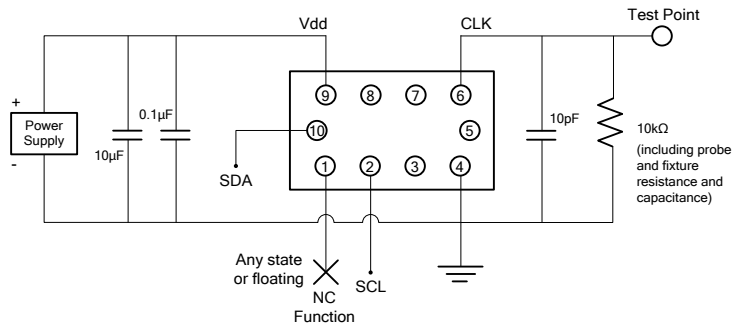 Vdd
CLK
Test Point
+
Power
Supply
-
10µF
0.1µF
9
8
7
6
10
5
1
2
3
4
SDA
10pF
10kΩ
(including probe
and fixture
resistance and
capacitance)
Any state
or floating
NC
Function
SCL